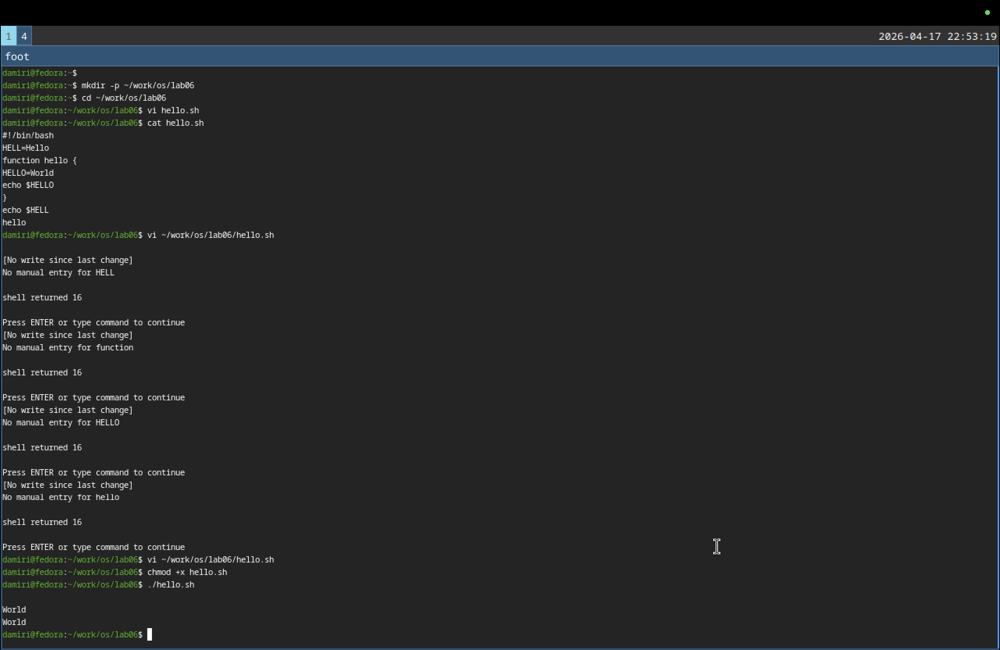 1 4 2026-04-17 22:53:19
foot
damiri@fedora:~$
damiri@fedora:~$ mkdir -p ~/work/os/lab06
damiri@fedora:~$ cd ~/work/os/lab06
damiri@fedora:~/work/os/lab06$ vi hello.sh
damiri@fedora:~/work/os/lab06$ cat hello.sh
#!/bin/bash
HELL=Hello
function hello {
HELLO=World
echo $HELLO
}
echo $HELL
hello
damiri@fedora:~/work/os/lab06$ vi ~/work/os/lab06/hello.sh
[No write since last change]
No manual entry for HELL
shell returned 16
Press ENTER or type command to continue
[No write since last change]
No manual entry for function
shell returned 16
Press ENTER or type command to continue
[No write since last change]
No manual entry for HELLO
shell returned 16
Press ENTER or type command to continue
[No write since last change]
No manual entry for hello
shell returned 16
Press ENTER or type command to continue
damiri@fedora:~/work/os/lab06$ vi ~/work/os/lab06/hello.sh
damiri@fedora:~/work/os/lab06$ chmod +x hello.sh
damiri@fedora:~/work/os/lab06$ ./hello.sh
World
World
damiri@fedora:~/work/os/lab06$